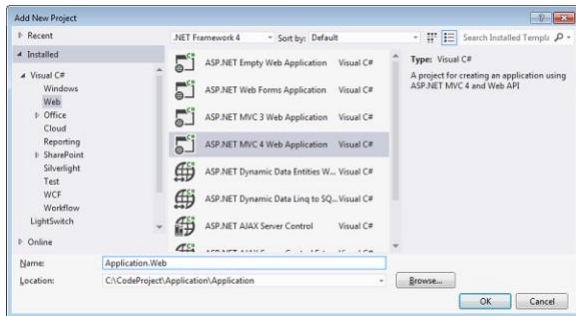 Add New Project
Recent
.NET Framework 4
Sort by: Default
Search Installed Templa
Installed
Visual C#
Windows
Web
Office
Cloud
Reporting
SharePoint
Silverlight
Test
WCF
Workflow
LightSwitch
Online
ASP.NET Empty Web Application Visual C#
ASP.NET Web Forms Application Visual C#
ASP.NET MVC 3 Web Application Visual C#
ASP.NET MVC 4 Web Application Visual C#
ASP.NET Dynamic Data Entities W... Visual C#
ASP.NET Dynamic Data Linq to SQ... Visual C#
ASP.NET AJAX Server Control Visual C#
Type: Visual C#
A project for creating an application using
ASP.NET MVC 4 and Web API
Name: Application.Web
Location: C:\CodeProject\Application\Application
Browse...
OK Cancel